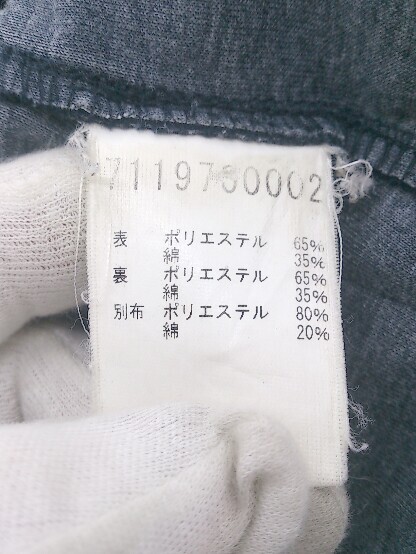 7119730002
表 ポリエステル 65%
綿 35%
裏 ポリエステル 65%
綿 35%
別布 ポリエステル 80%
綿 20%